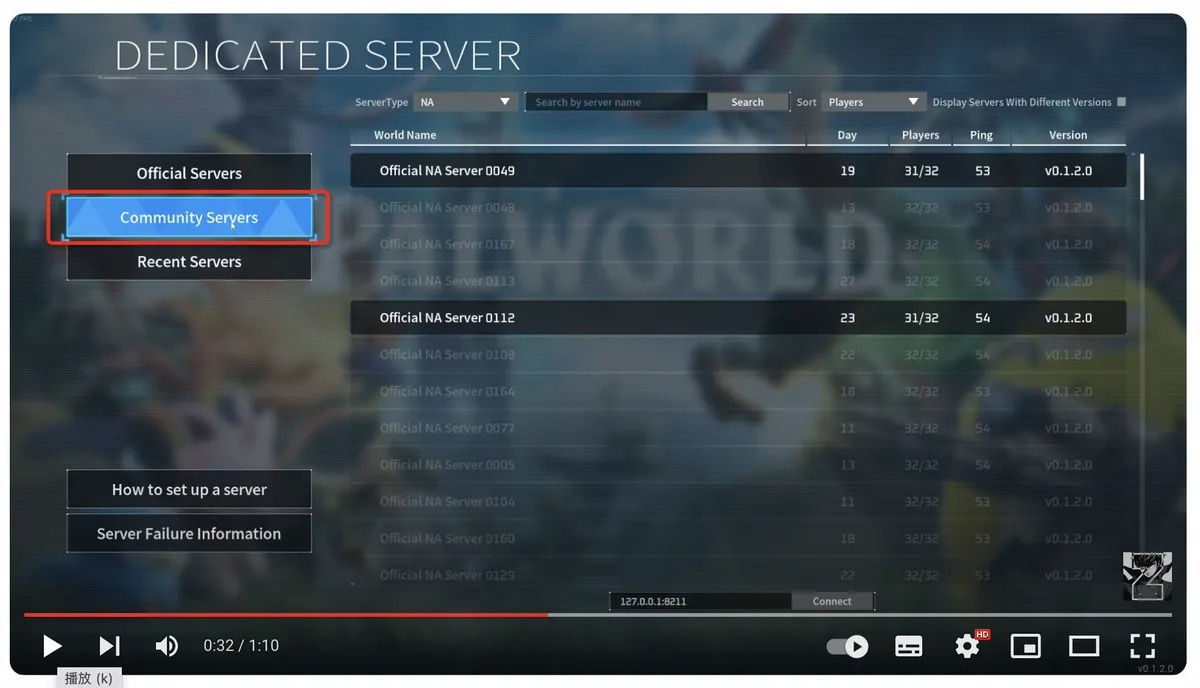 FPS
DEDICATED SERVER
ServerType NA Search by server name Search Sort Players Display Servers With Different Versions
World Name Day Players Ping Version
Official Servers
Community Servers
Recent Servers
How to set up a server
Server Failure Information
Official NA Server 0049 19 31/32 53 v0.1.2.0
Official NA Server 0048 13 32/32 53 v0.1.2.0
Official NA Server 0167 18 32/32 54 v0.1.2.0
Official NA Server 0113 27 32/32 54 v0.1.2.0
PALWORLD
Official NA Server 0112 23 31/32 54 v0.1.2.0
Official NA Server 0108 22 32/32 54 v0.1.2.0
Official NA Server 0164 18 32/32 53 v0.1.2.0
Official NA Server 0077 11 32/32 54 v0.1.2.0
Official NA Server 0005 13 32/32 54 v0.1.2.0
Official NA Server 0104 11 32/32 53 v0.1.2.0
Official NA Server 0160 18 32/32 53 v0.1.2.0
Official NA Server 0129 22 32/32 53 v0.1.2.0
127.0.0.1:8211 Connect
0:32 / 1:10
HD
v0.1.2.0
播放 (k)